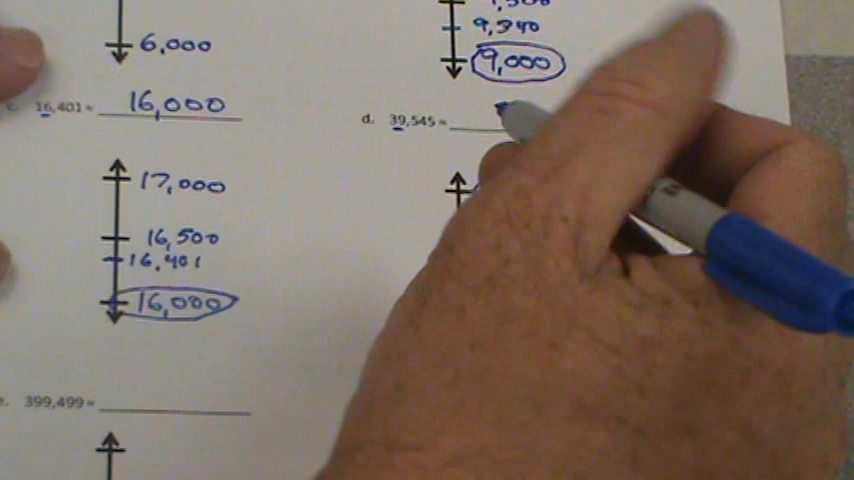 6,000
9,340
9,000
c. 16,401 ≈ 16,000
d. 39,545 ≈
17,000
16,500
16,401
16,000
e. 399,499 ≈